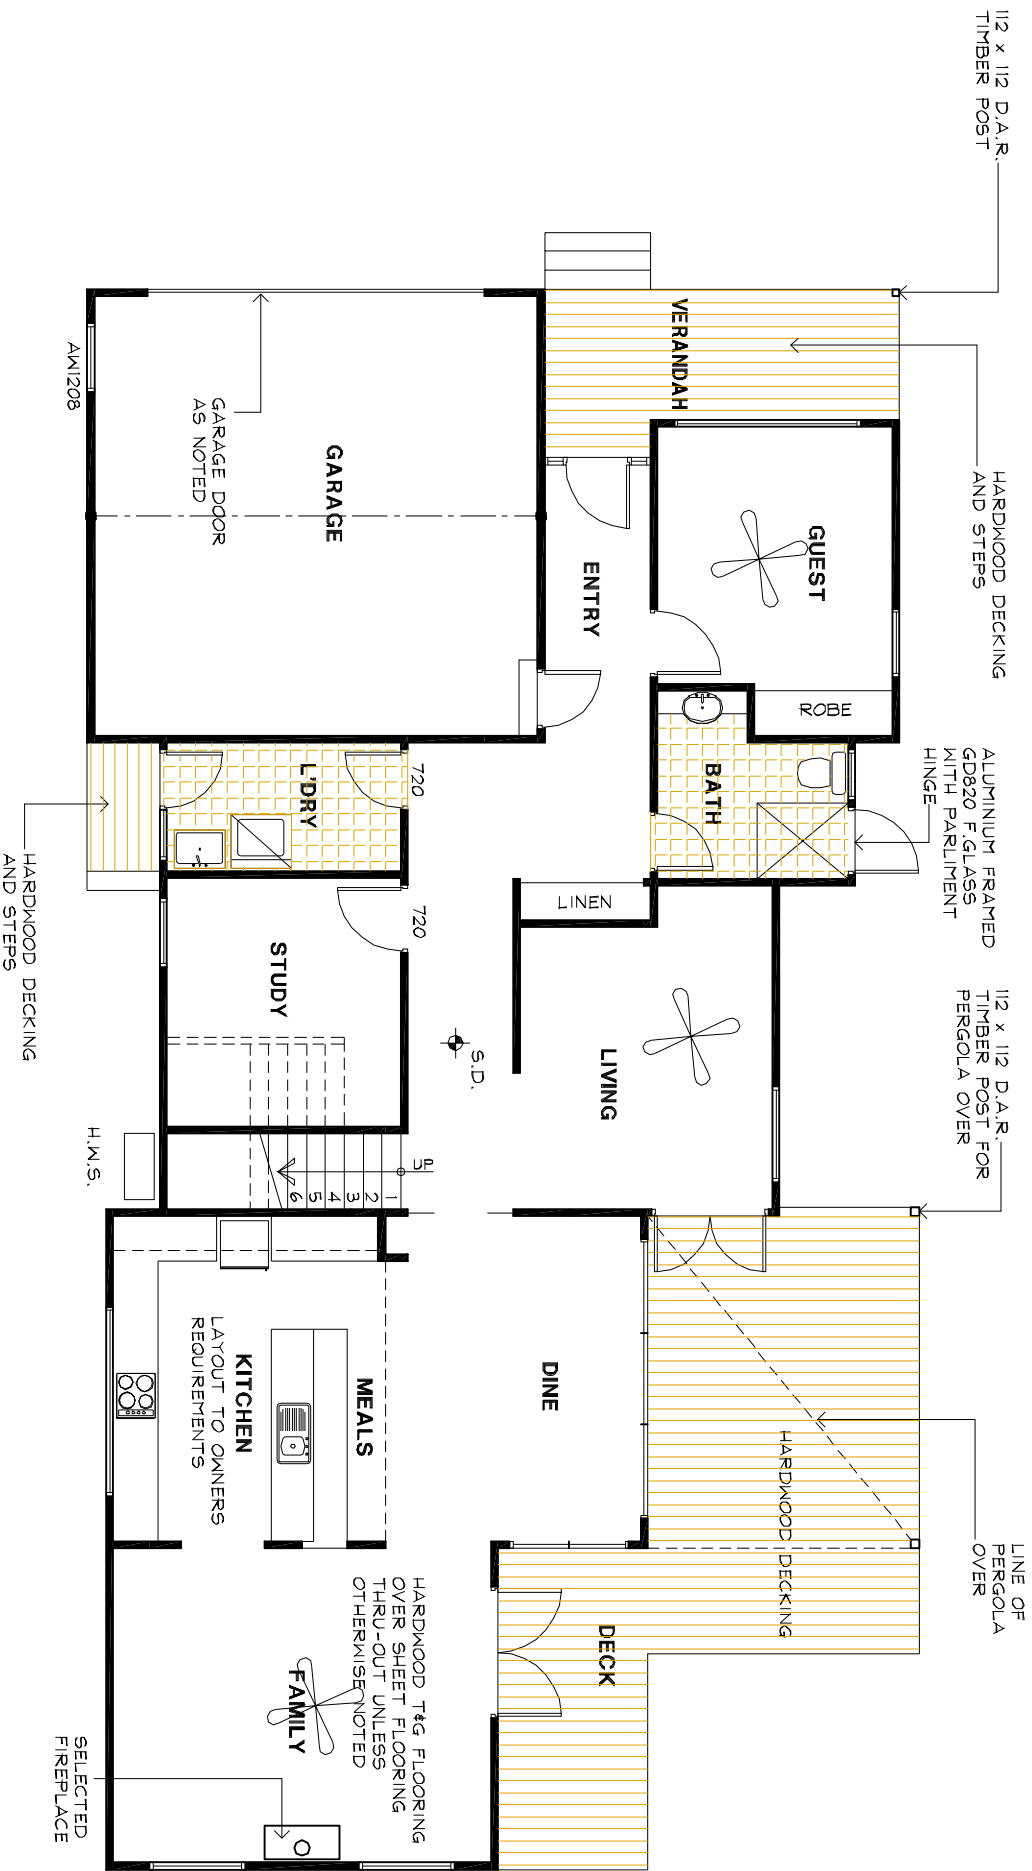 112 x 112 D.A.R.
TIMBER POST
HARDWOOD DECKING
AND STEPS
ALUMINIUM FRAMED
GD820 F.GLASS
WITH PARLIMENT
HINGE
112 x 112 D.A.R.
TIMBER POST FOR
PERGOLA OVER
LINE OF
PERGOLA
OVER
VERANDAH
GUEST
ROBE
BATH
ENTRY
LINEN
LIVING
HARDWOOD DECKING
DECK
DINE
GARAGE
GARAGE DOOR
AS NOTED
AW1208
720
L'DRY
720
STUDY
S.D.
UP
1
2
3
4
5
6
H.W.S.
HARDWOOD DECKING
AND STEPS
MEALS
KITCHEN
LAYOUT TO OWNERS
REQUIREMENTS
HARDWOOD T&G FLOORING
OVER SHEET FLOORING
THRU-OUT UNLESS
OTHERWISE NOTED
FAMILY
SELECTED
FIREPLACE